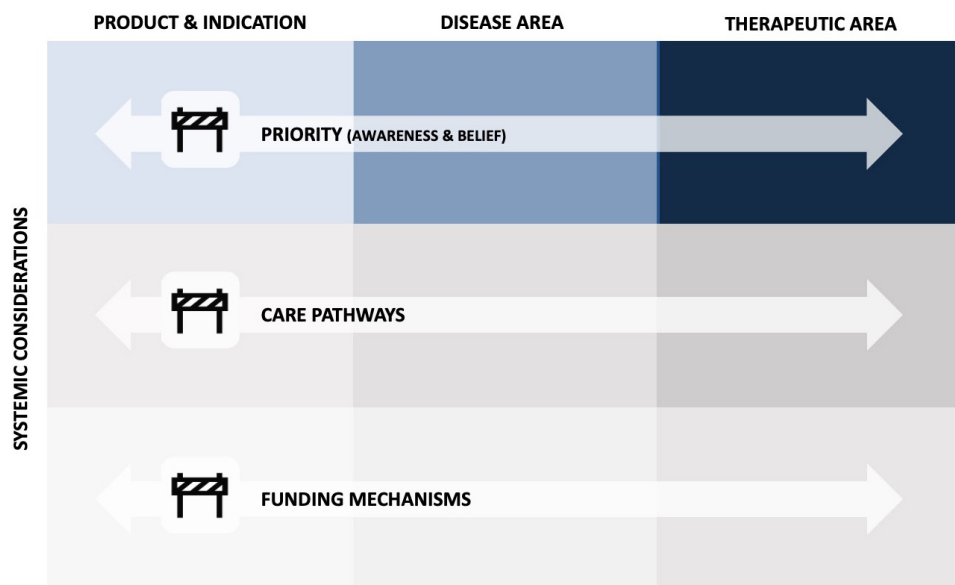 PRODUCT & INDICATION
DISEASE AREA
THERAPEUTIC AREA
SYSTEMIC CONSIDERATIONS
PRIORITY (AWARENESS & BELIEF)
CARE PATHWAYS
FUNDING MECHANISMS